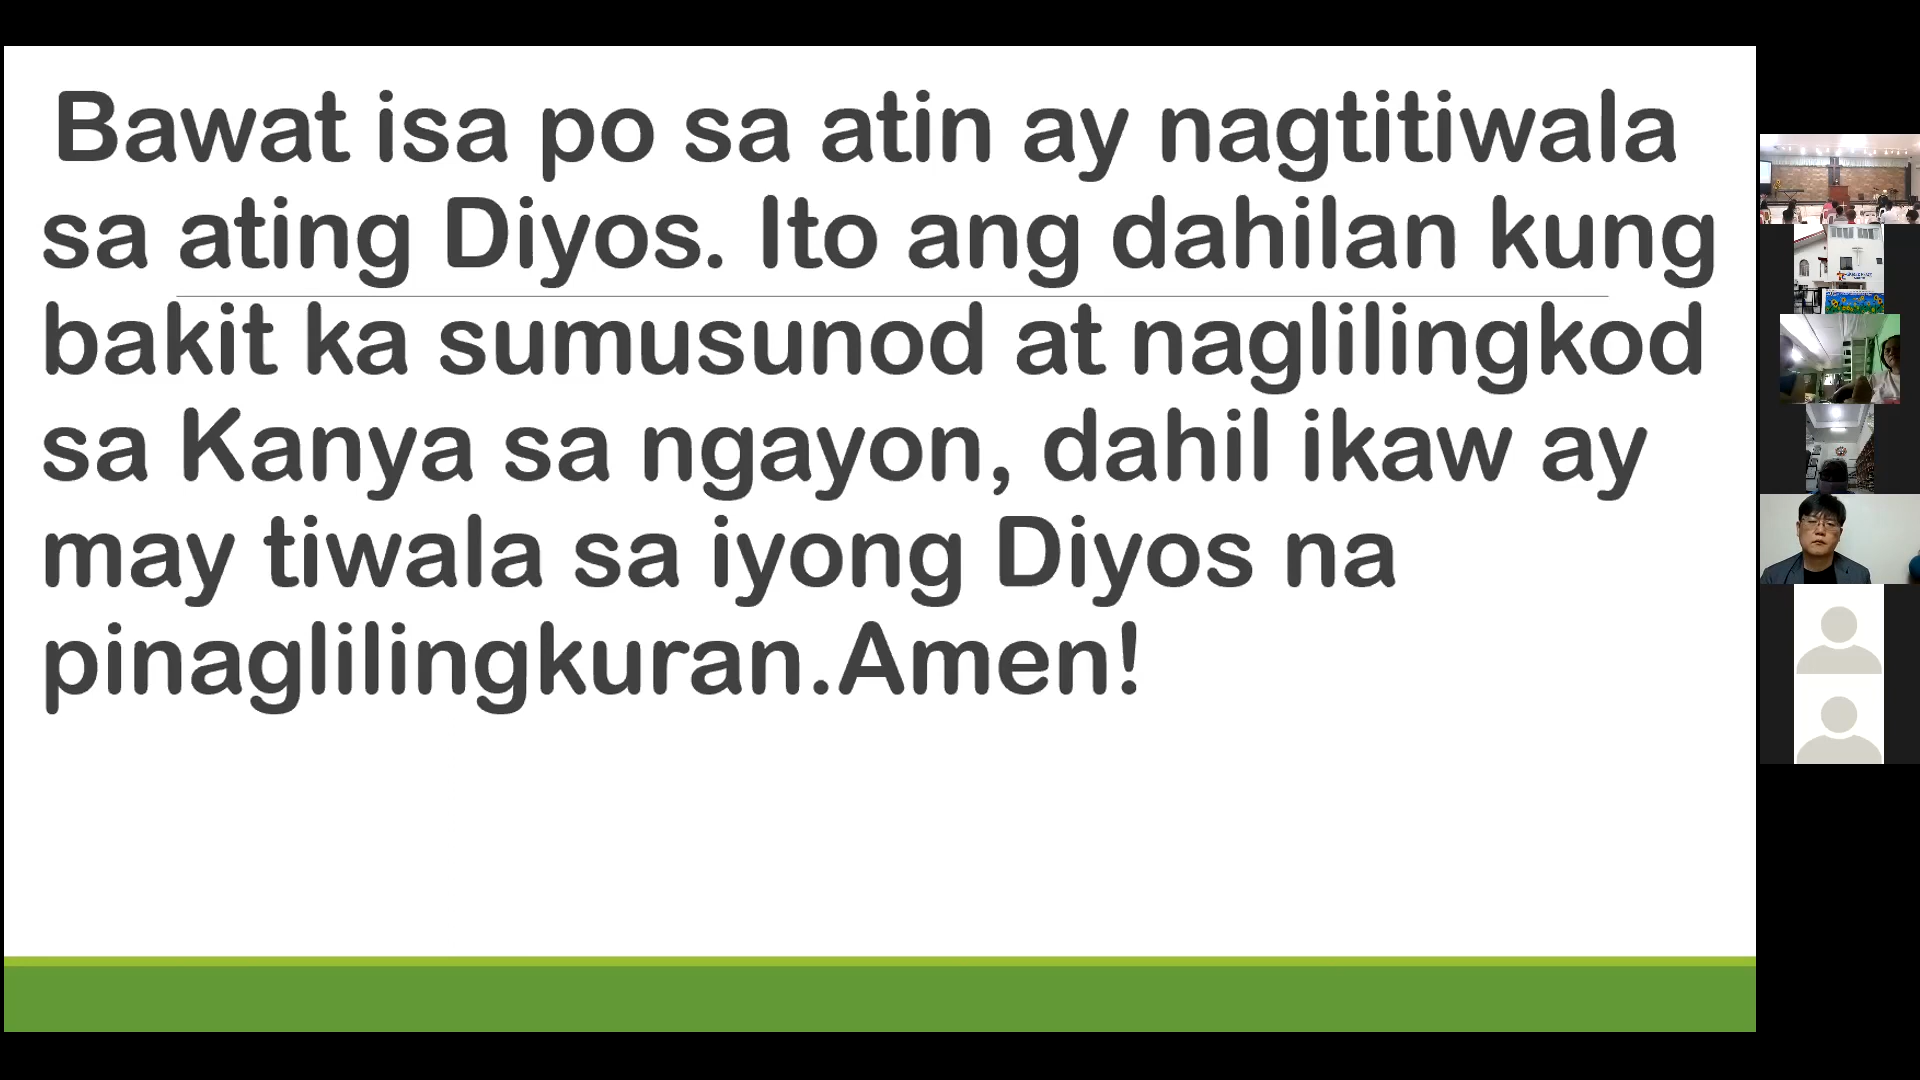 Bawat isa po sa atin ay nagtitiwala
sa ating Diyos. Ito ang dahilan kung
bakit ka sumusunod at naglilingkod
sa Kanya sa ngayon, dahil ikaw ay
may tiwala sa iyong Diyos na
pinaglilingkuran.Amen!